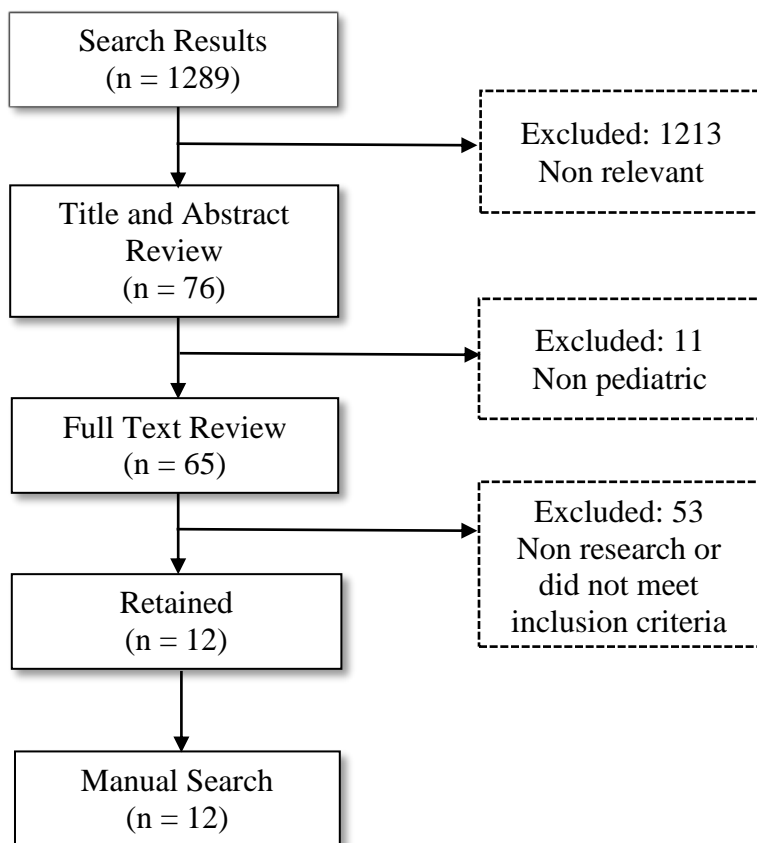 Search Results
(n = 1289)
Excluded: 1213
Non relevant
Title and Abstract
Review
(n = 76)
Excluded: 11
Non pediatric
Full Text Review
(n = 65)
Excluded: 53
Non research or
did not meet
inclusion criteria
Retained
(n = 12)
Manual Search
(n = 12)